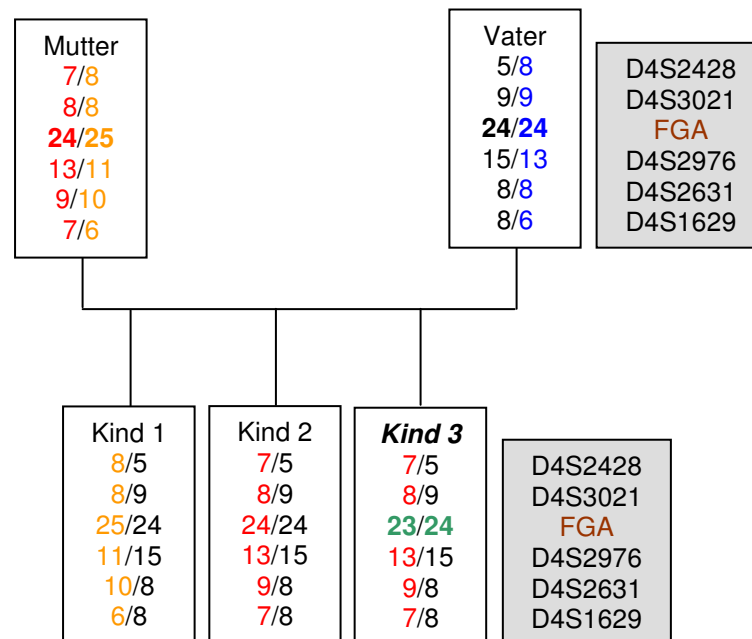 Mutter
7/8
8/8
24/25
13/11
9/10
7/6
Vater
5/8
9/9
24/24
15/13
8/8
8/6
D4S2428
D4S3021
FGA
D4S2976
D4S2631
D4S1629
Kind 1
8/5
8/9
25/24
11/15
10/8
6/8
Kind 2
7/5
8/9
24/24
13/15
9/8
7/8
Kind 3
7/5
8/9
23/24
13/15
9/8
7/8
D4S2428
D4S3021
FGA
D4S2976
D4S2631
D4S1629